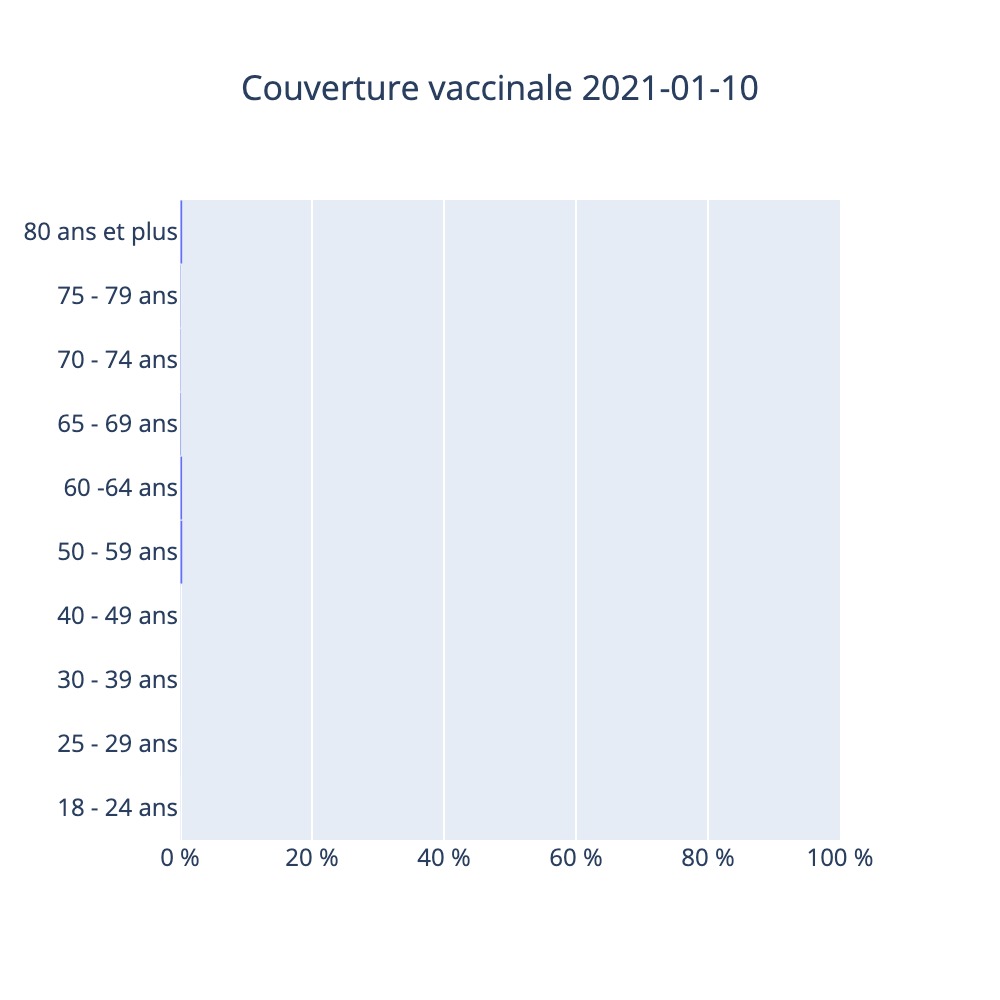 Couverture vaccinale 2021-01-10
80 ans et plus
75 - 79 ans
70 - 74 ans
65 - 69 ans
60 -64 ans
50 - 59 ans
40 - 49 ans
30 - 39 ans
25 - 29 ans
18 - 24 ans
0 % 20 % 40 % 60 % 80 % 100 %